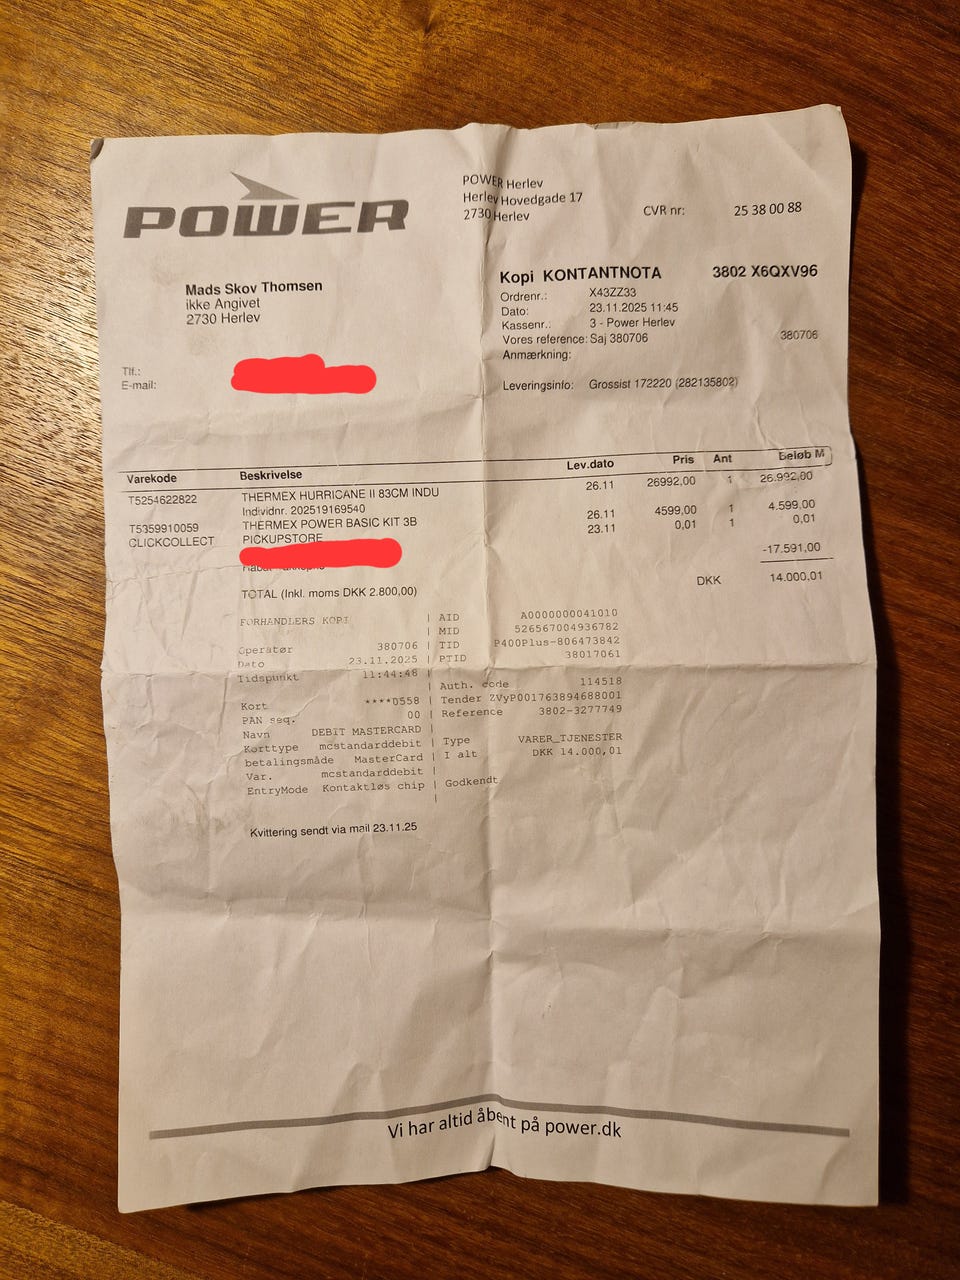 POWER
POWER Herlev
Herlev Hovedgade 17
2730 Herlev
CVR nr: 25 38 00 88
Mads Skov Thomsen
ikke Angivet
2730 Herlev
Tlf.:
E-mail:
Kopi KONTANTNOTA 3802 X6QXV96
Ordrenr.: X43ZZ33
Dato: 23.11.2025 11:45
Kassenr.: 3 - Power Herlev
Vores reference: Saj 380706 380706
Anmærkning:
Leveringsinfo: Grossist 172220 (282135802)
Varekode Beskrivelse Lev.dato Pris Ant Beløb M
T5254622822 THERMEX HURRICANE II 83CM INDU 26.11 26992,00 1 26.992,00
Individnr. 202519169540
T5359910059 THERMEX POWER BASIC KIT 3B 26.11 4599,00 1 4.599,00
CLICKCOLLECT PICKUPSTORE 23.11 0,01 1 0,01
-17.591,00
TOTAL (Inkl. moms DKK 2.800,00) DKK 14.000,01
FORHANDLERS KOPI | AID A0000000041010
| MID 526567004936782
Operatør 380706 | TID P400Plus-806473842
Dato 23.11.2025 | PTID 38017061
Tidspunkt 11:44:48 |
| Auth. code 114518
Kort ****0558 | Tender ZVyP001763894688001
PAN seq. 00 | Reference 3802-3277749
Navn DEBIT MASTERCARD |
Korttype mcstandarddebit | Type VARER_TJENESTER
betalingsmåde MasterCard | I alt DKK 14.000,01
Var. mcstandarddebit |
EntryMode Kontaktløs chip | Godkendt
|
Kvittering sendt via mail 23.11.25
Vi har altid åbent på power.dk